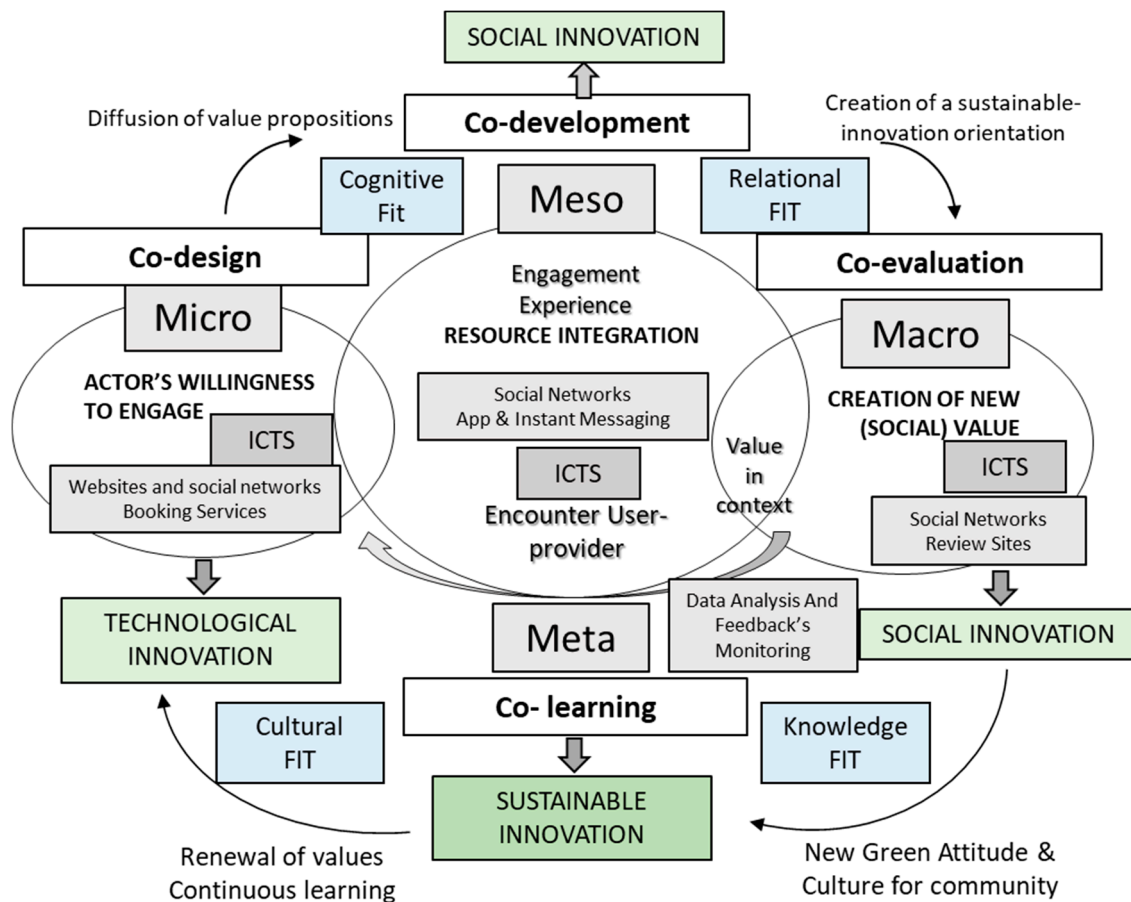 SOCIAL INNOVATION
Diffusion of value propositions
Co-development
Creation of a sustainable-
innovation orientation
Cognitive
Fit
Meso
Relational
FIT
Co-design
Co-evaluation
Micro
Engagement
Experience
RESOURCE INTEGRATION
Macro
ACTOR'S WILLINGNESS
TO ENGAGE
ICTS
Websites and social networks
Booking Services
Social Networks
App & Instant Messaging
ICTS
Encounter User-
provider
Value
in
context
CREATION OF NEW
(SOCIAL) VALUE
ICTS
Social Networks
Review Sites
TECHNOLOGICAL
INNOVATION
Meta
Data Analysis And
Feedback's
Monitoring
SOCIAL INNOVATION
Co- learning
Cultural
FIT
Knowledge
FIT
SUSTAINABLE
INNOVATION
Renewal of values
Continuous learning
New Green Attitude &
Culture for community